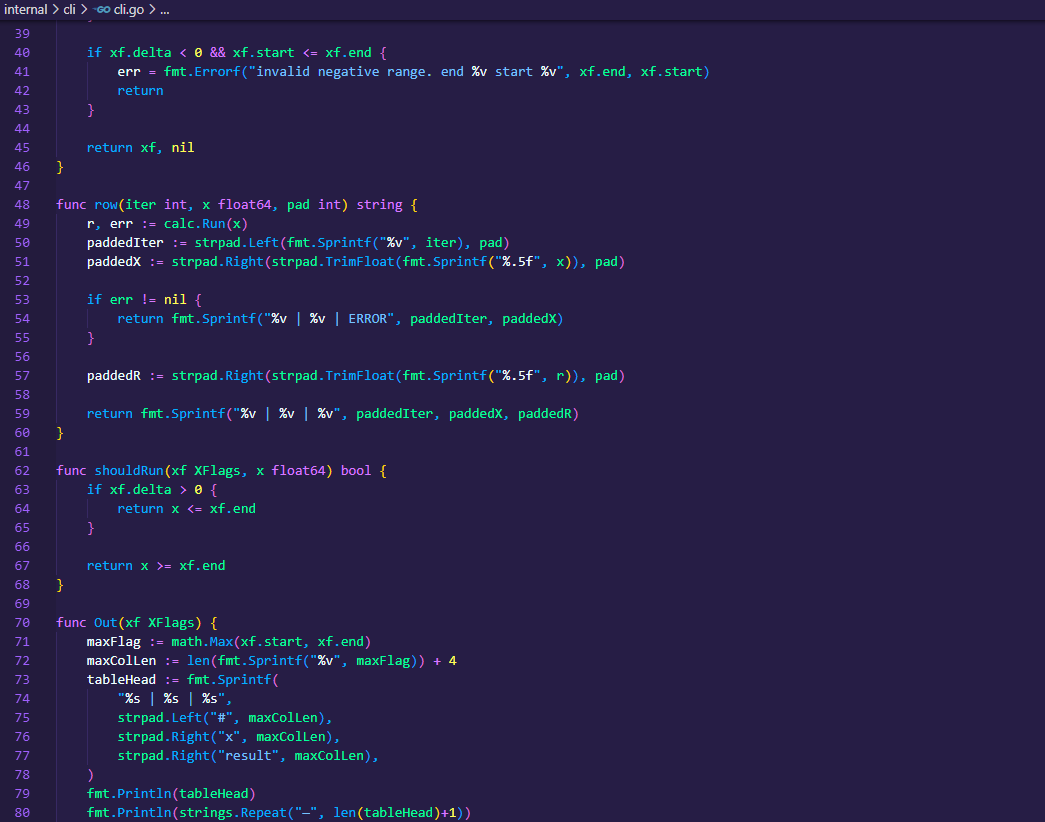 internal > cli > GO cli.go > ...
39
40 if xf.delta < 0 && xf.start <= xf.end {
41 err = fmt.Errorf("invalid negative range. end %v start %v", xf.end, xf.start)
42 return
43 }
44
45 return xf, nil
46 }
47
48 func row(iter int, x float64, pad int) string {
49 r, err := calc.Run(x)
50 paddedIter := strpad.Left(fmt.Sprintf("%v", iter), pad)
51 paddedX := strpad.Right(strpad.TrimFloat(fmt.Sprintf("%.5f", x)), pad)
52
53 if err != nil {
54 return fmt.Sprintf("%v | %v | ERROR", paddedIter, paddedX)
55 }
56
57 paddedR := strpad.Right(strpad.TrimFloat(fmt.Sprintf("%.5f", r)), pad)
58
59 return fmt.Sprintf("%v | %v | %v", paddedIter, paddedX, paddedR)
60 }
61
62 func shouldRun(xf XFlags, x float64) bool {
63 if xf.delta > 0 {
64 return x <= xf.end
65 }
66
67 return x >= xf.end
68 }
69
70 func Out(xf XFlags) {
71 maxFlag := math.Max(xf.start, xf.end)
72 maxColLen := len(fmt.Sprintf("%v", maxFlag)) + 4
73 tableHead := fmt.Sprintf(
74 "%s | %s | %s",
75 strpad.Left("#", maxColLen),
76 strpad.Right("x", maxColLen),
77 strpad.Right("result", maxColLen),
78 )
79 fmt.Println(tableHead)
80 fmt.Println(strings.Repeat("—", len(tableHead)+1))